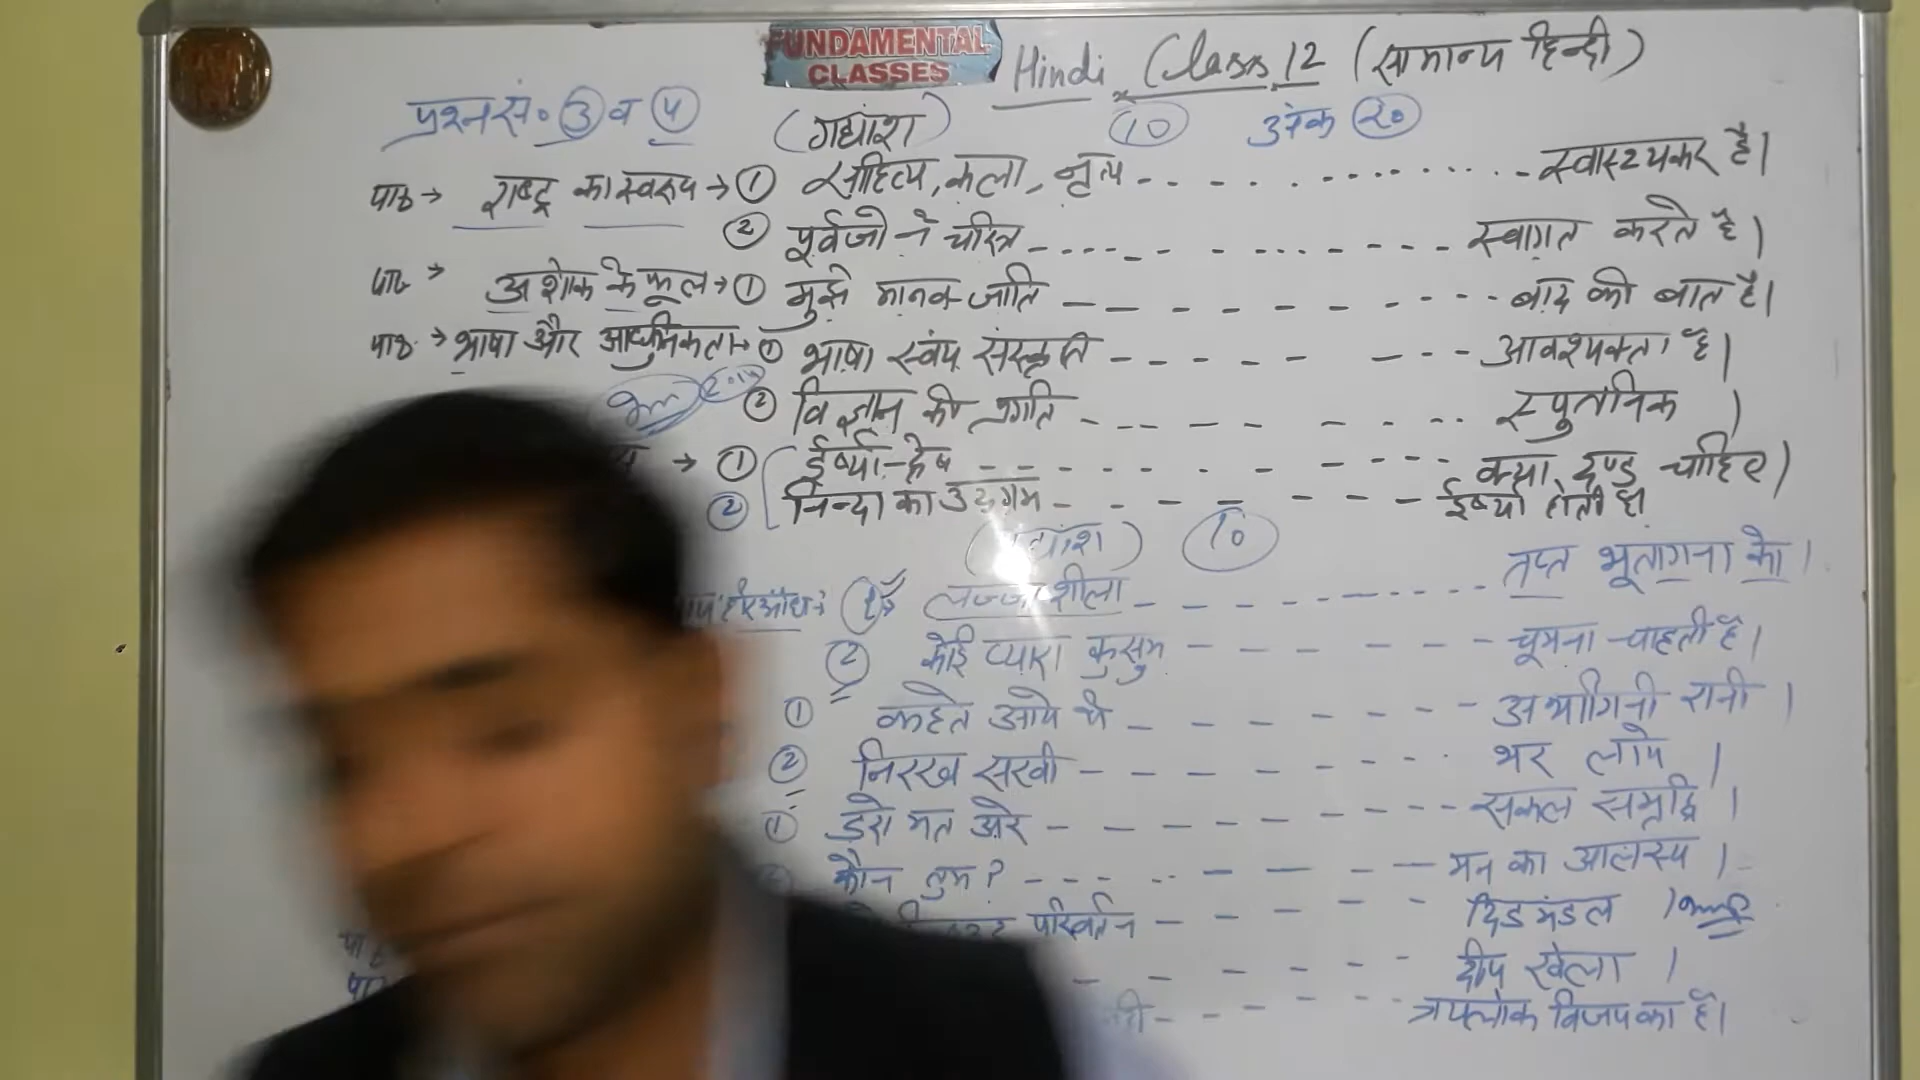 FUNDAMENTAL
CLASSES
Hindi Class 12 (सामान्य हिन्दी)
प्रश्न सं० ③ व ④ (गद्यांश) 10 अंक 20
पाठ → राष्ट्र का स्वरूप → ① साहित्य, कला, नृत्य - - - - - - - - स्वास्थ्यकर है।
② पूर्वजों ने चरित्र - - - - - - - - स्वागत करते है।
पाठ → अशोक के फूल → ① मुझे मानव जाति - - - - - - - - बाद की बात है।
पाठ → भाषा और आधुनिकता → ① भाषा स्वंय संस्कृति - - - - - - - - आवश्यकता है।
② विज्ञान की प्रगति - - - - - - - - स्पुतनिक
→ ① ईर्ष्या-द्वेष - - - - - - - - क्या दण्ड चाहिए
② निन्दा का उद्गम - - - - - - - - ईर्ष्या होती है
10
① लज्जाशीला - - - - - - - - तप्त भूतांगना को।
② कोई प्यारा कुसुम - - - - - - - - चूमना चाहती है।
① कहते आये थे - - - - - - - - अभागिनी रानी।
② निरख सखी - - - - - - - - भर लाये।
① डरो मत अरे - - - - - - - - सकल समृद्धि।
कौन तुम? - - - - - - - - मन का आलस्य।
परिवर्तन - - - - - - - - दिङमंडल।
- - - - - - - - दीप खेला।
- - - - - - - - त्रयलोक विजय का है।